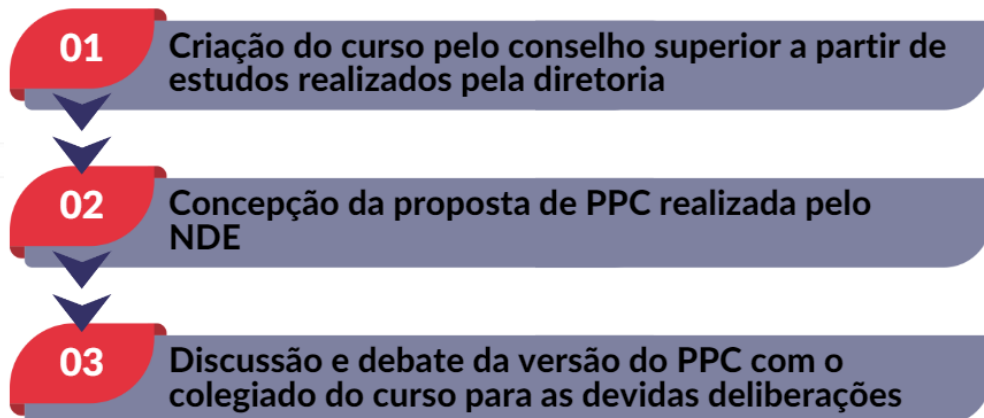 01
Criação do curso pelo conselho superior a partir de
estudos realizados pela diretoria
02
Concepção da proposta de PPC realizada pelo
NDE
03
Discussão e debate da versão do PPC com o
colegiado do curso para as devidas deliberações